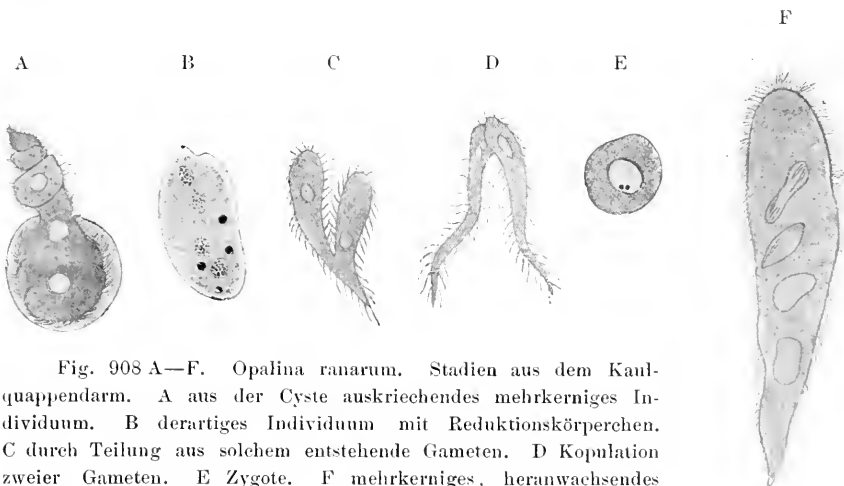 F
A B C D E
Fig. 908 A—F. Opalina ranarum. Stadien aus dem Kaul-
quappendarm. A aus der Cyste auskriechendes mehrkerniges In-
dividuum. B derartiges Individuum mit Reduktionskörperchen.
C durch Teilung aus solchem entstehende Gameten. D Kopulation
zweier Gameten. E Zygote. F mehrkerniges, heranwachsendes